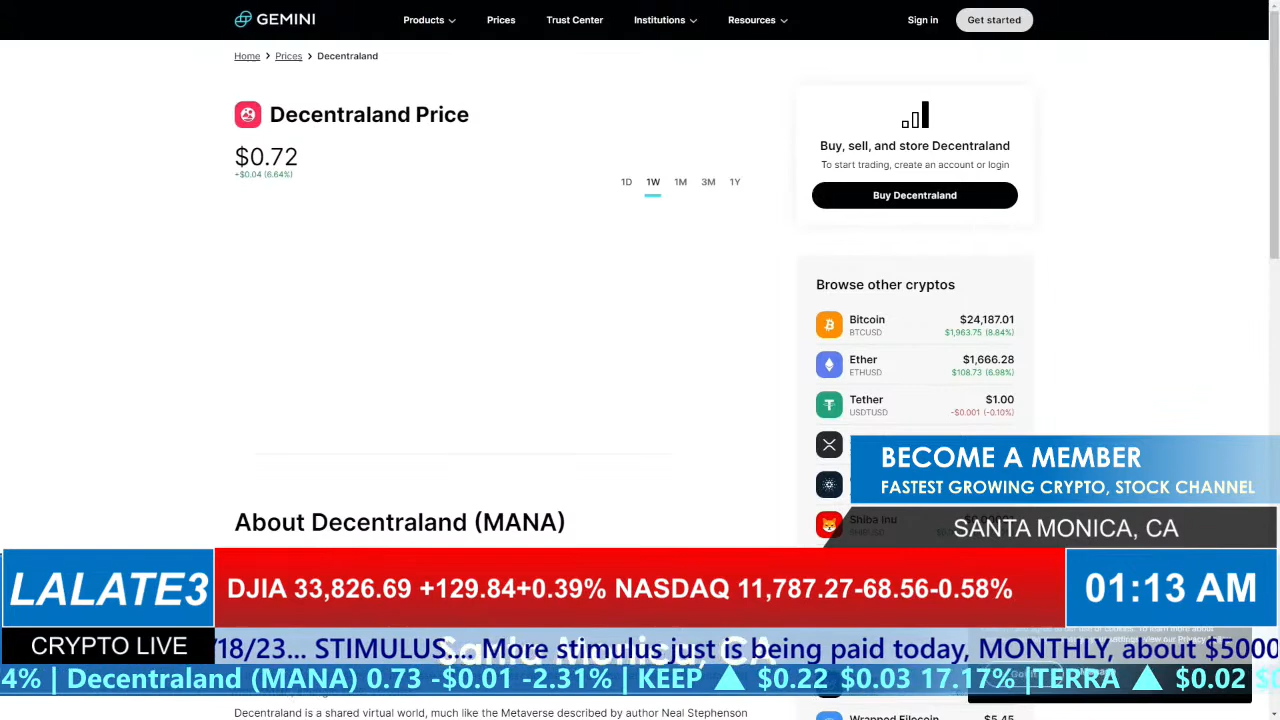 GEMINI
Products
Prices
Trust Center
Institutions
Resources
Sign in
Get started
Home > Prices > Decentraland
Decentraland Price
$0.72
+$0.04 (6.64%)
1D 1W 1M 3M 1Y
Buy, sell, and store Decentraland
To start trading, create an account or login
Buy Decentraland
Browse other cryptos
Bitcoin $24,187.01
BTCUSD $1,963.75 (8.84%)
Ether $1,666.28
ETHUSD $108.73 (6.98%)
Tether $1.00
USDTUSD -$0.001 (-0.10%)
Shiba Inu
BECOME A MEMBER
FASTEST GROWING CRYPTO, STOCK CHANNEL
SANTA MONICA, CA
About Decentraland (MANA)
LALATE3
DJIA 33,826.69 +129.84+0.39% NASDAQ 11,787.27-68.56-0.58%
01:13 AM
CRYPTO LIVE
/18/23... STIMULUS.... More stimulus just is being paid today, MONTHLY, about $5000
Santa Monica, CA
4% | Decentraland (MANA) 0.73 -$0.01 -2.31% | KEEP ▲ $0.22 $0.03 17.17% |TERRA ▲ $0.02
Decentraland is a shared virtual world, much like the Metaverse described by author Neal Stephenson
Wrapped Filecoin $5.45